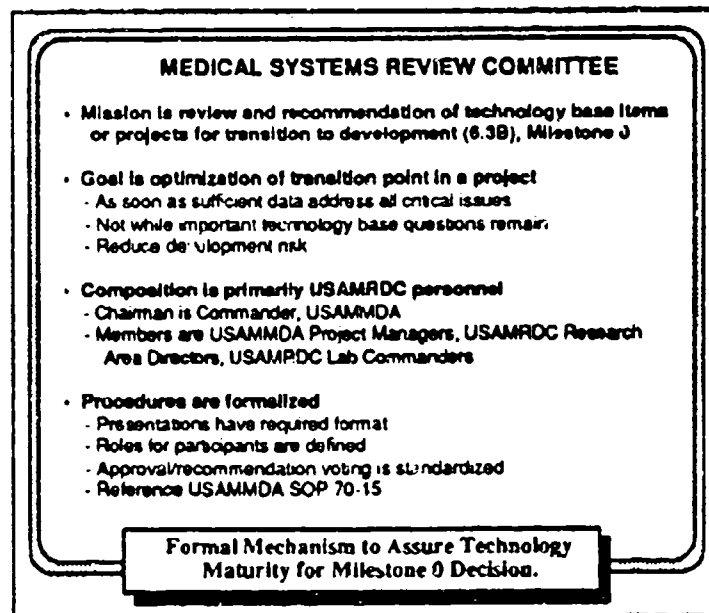 MEDICAL SYSTEMS REVIEW COMMITTEE
• Mission is review and recommendation of technology base items
or projects for transition to development (6.3B), Milestone 0
• Goal is optimization of transition point in a project
- As soon as sufficient data address all critical issues
- Not while important technology base questions remain
- Reduce development risk
• Composition is primarily USAMRDC personnel
- Chairman is Commander, USAMMDA
- Members are USAMMDA Project Managers, USAMRDC Research
Area Directors, USAMRDC Lab Commanders
• Procedures are formalized
- Presentations have required format
- Roles for participants are defined
- Approval/recommendation voting is standardized
- Reference USAMMDA SOP 70-15
Formal Mechanism to Assure Technology
Maturity for Milestone 0 Decision.